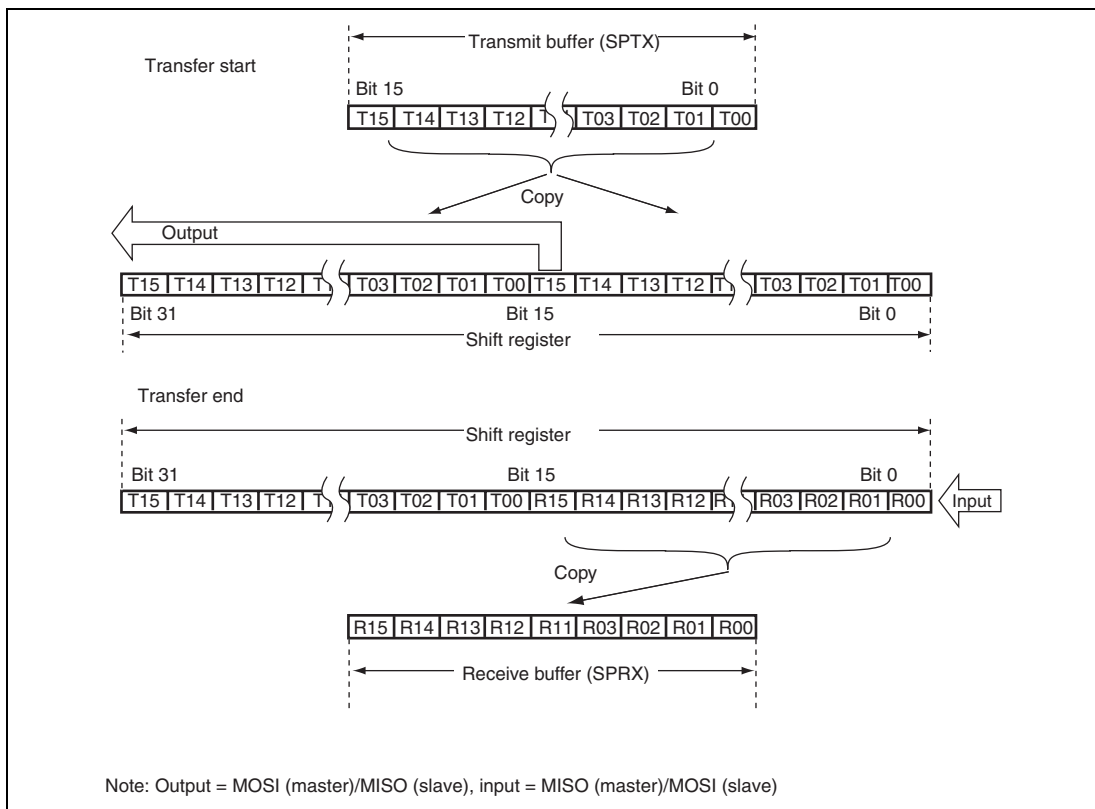 Transmit buffer (SPTX)
Transfer start
Bit 15 Bit 0
T15 T14 T13 T12 T03 T02 T01 T00
Copy
Output
T15 T14 T13 T12 T03 T02 T01 T00 T15 T14 T13 T12 T03 T02 T01 T00
Bit 31 Bit 15 Bit 0
Shift register
Transfer end
Shift register
Bit 31 Bit 15 Bit 0
T15 T14 T13 T12 T03 T02 T01 T00 R15 R14 R13 R12 R03 R02 R01 R00 Input
Copy
R15 R14 R13 R12 R11 R03 R02 R01 R00
Receive buffer (SPRX)
Note: Output = MOSI (master)/MISO (slave), input = MISO (master)/MOSI (slave)